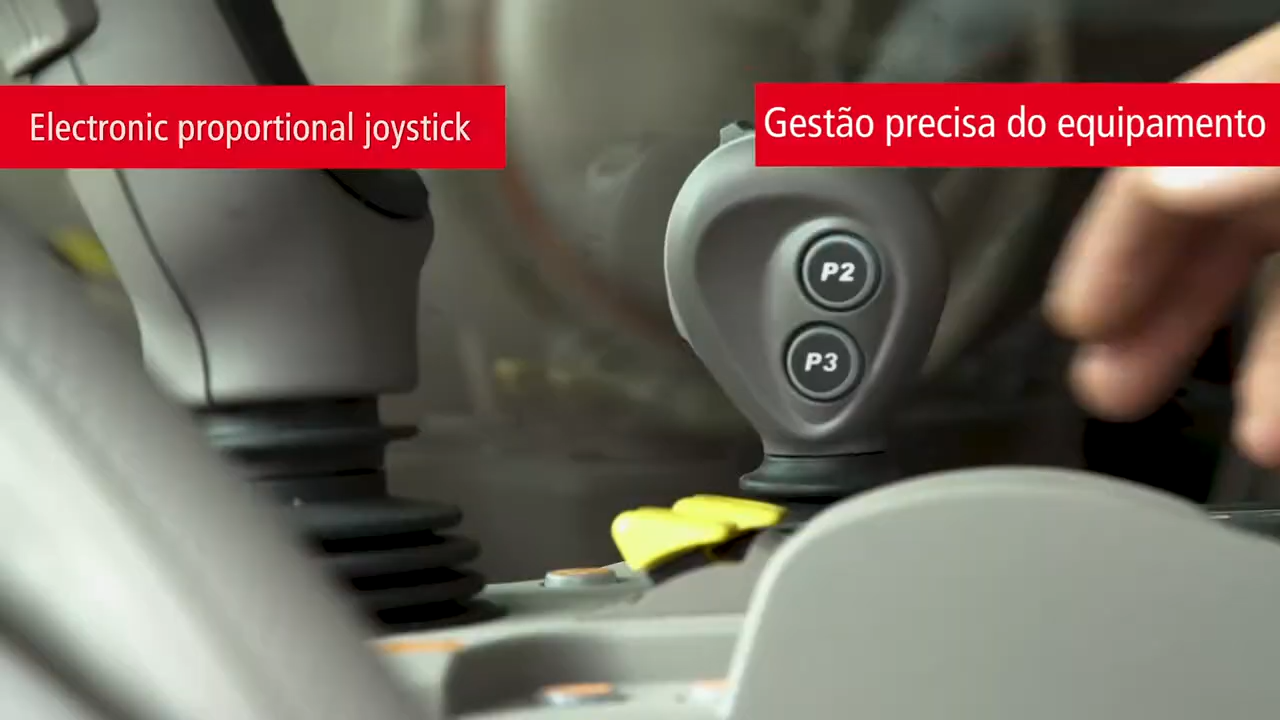 Electronic proportional joystick
Gestão precisa do equipamento
P2
P3